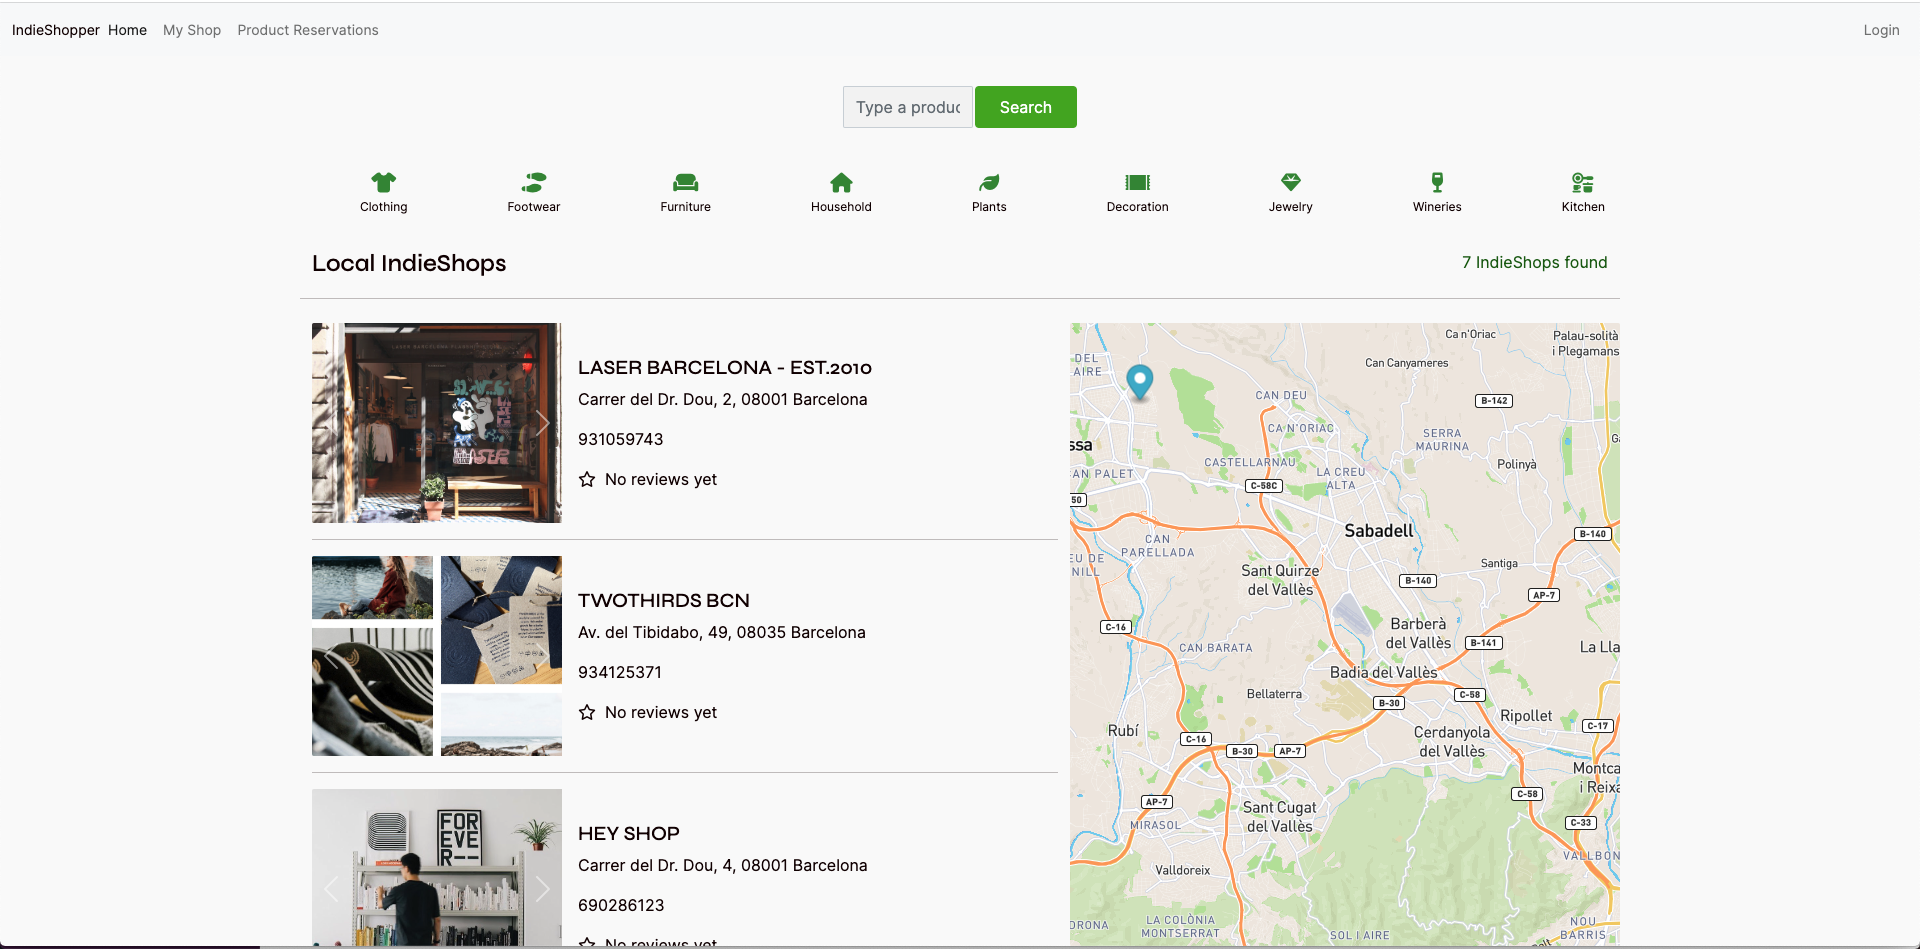 IndieShopper Home My Shop Product Reservations Login
Type a produc Search
Clothing Footwear Furniture Household Plants Decoration Jewelry Wineries Kitchen
Local IndieShops
7 IndieShops found
LASER BARCELONA - EST.2010
Carrer del Dr. Dou, 2, 08001 Barcelona
931059743
No reviews yet
TWOTHIRDS BCN
Av. del Tibidabo, 49, 08035 Barcelona
934125371
No reviews yet
FOR
EVE
R--
HEY SHOP
Carrer del Dr. Dou, 4, 08001 Barcelona
690286123
No reviews yet
Ca n'Oriac
Palau-solità
i Plegamans
DEL
AIRE
Can Canyameres
CAN DEU
B-142
CA N'ORIAC
SERRA
MAURINA
ssa
CASTELLARNAU
Polinyà
AN PALET
LA CREU
ALTA
C-58C
50
Sabadell
B-140
CAN
PARELLADA
EU DE
NILL
Santiga
Sant Quirze
del Vallès
B-140
AP-7
C-16
Barberà
del Vallès
B-141
CAN BARATA
La Lla
Badia del Vallès
Bellaterra
C-58
B-30
Ripollet
Rubí
C-17
C-16
Cerdanyola
del Vallès
B-30
AP-7
Montca
i Reixa
C-58
AP-7
Sant Cugat
del Vallès
C-33
MIRASOL
VALLBON
Valldoreix
LA COLÒNIA
MONTSERRAT
DRONA
NOU
BARRIS
SOL I AIRE